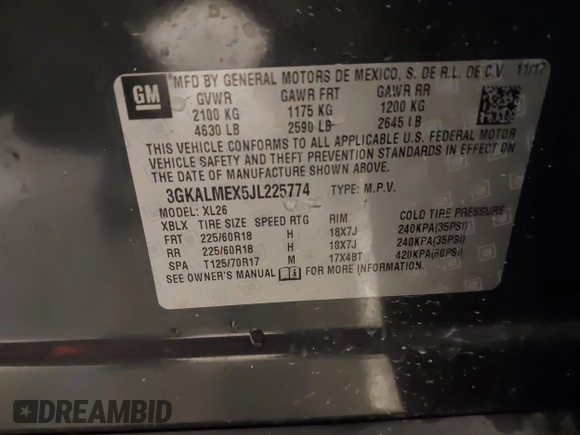 GM
MFD BY GENERAL MOTORS DE MEXICO, S. DE R.L. DE C.V. 11/17
GVWR GAWR FRT GAWR RR
2100 KG 1175 KG 1200 KG
4630 LB 2590 LB 2645 LB
THIS VEHICLE CONFORMS TO ALL APPLICABLE U.S. FEDERAL MOTOR
VEHICLE SAFETY AND THEFT PREVENTION STANDARDS IN EFFECT ON
THE DATE OF MANUFACTURE SHOWN ABOVE.
3GKALMEX5JL225774 TYPE: M.P.V.
MODEL: XL26
XBLX TIRE SIZE SPEED RTG RIM COLD TIRE PRESSURE
FRT 225/60R18 H 18X7J 240KPA(35PSI)
RR 225/60R18 H 18X7J 240KPA(35PSI)
SPA T125/70R17 M 17X4BT 420KPA(60PSI)
SEE OWNER'S MANUAL FOR MORE INFORMATION.
DREAMBID